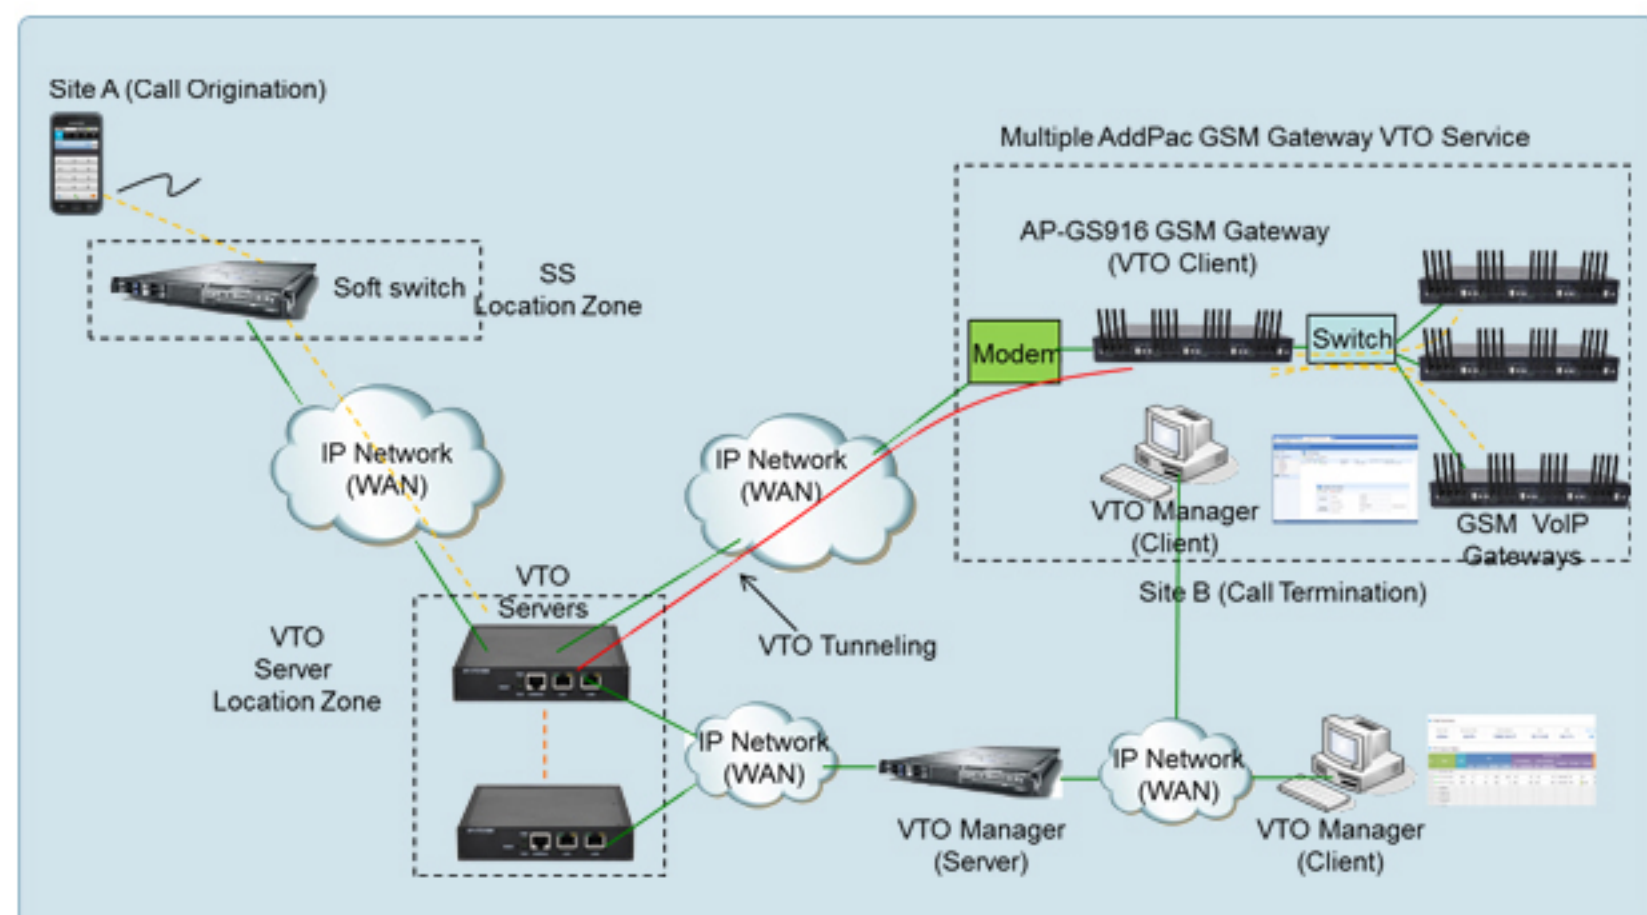 Site A (Call Origination)
Multiple AddPac GSM Gateway VTO Service
AP-GS916 GSM Gateway
(VTO Client)
Soft switch
SS
Location Zone
Modem
Switch
IP Network
(WAN)
IP Network
(WAN)
VTO Manager
(Client)
GSM VoIP
Gateways
Site B (Call Termination)
VTO
Servers
VTO
Server
Location Zone
VTO Tunneling
IP Network
(WAN)
IP Network
(WAN)
VTO Manager
(Server)
VTO Manager
(Client)